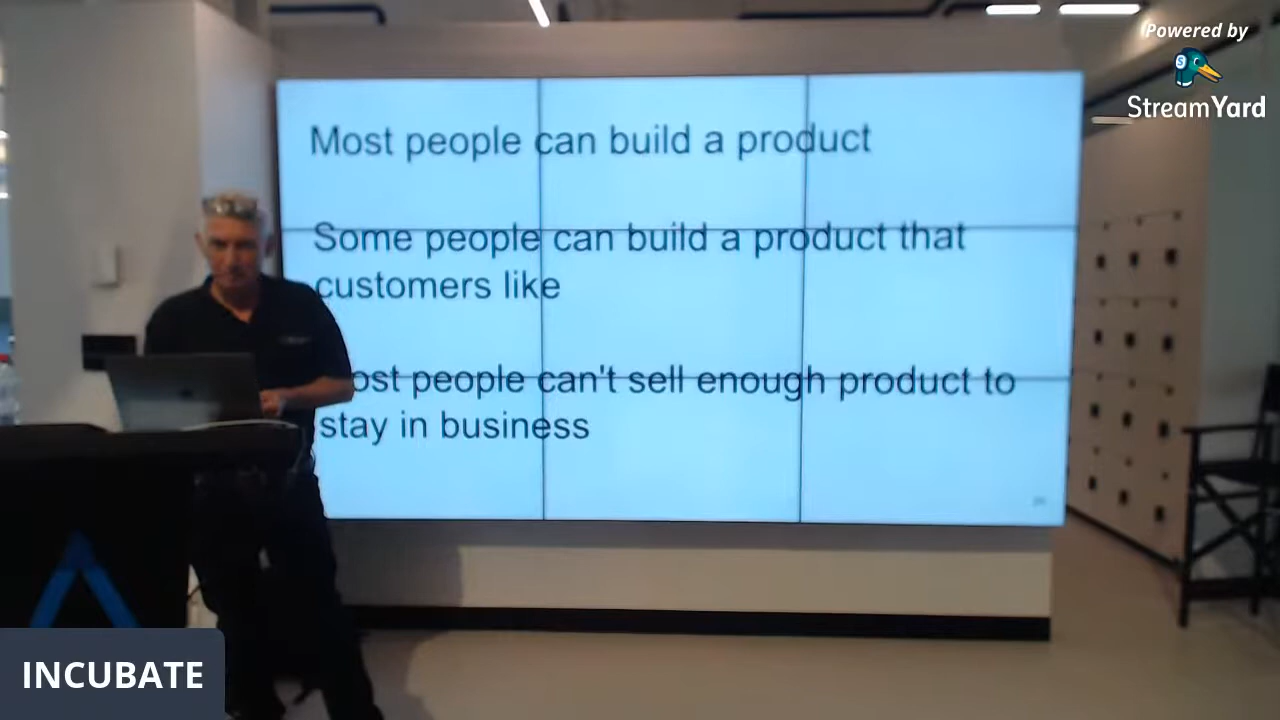 Powered by
StreamYard
Most people can build a product
Some people can build a product that
customers like
people can't sell enough product to
stay in business
INCUBATE